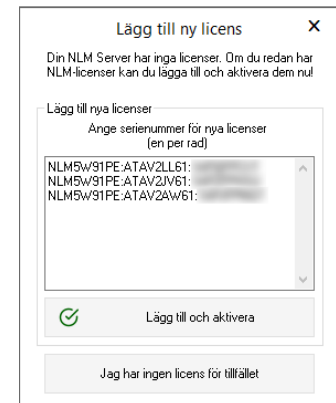 Lägg till ny licens
Din NLM Server har inga licenser. Om du redan har
NLM-licenser kan du lägga till och aktivera dem nu!
Lägg till nya licenser
Ange serienummer för nya licenser
(en per rad)
NLM5W91PE:ATAV2LL61:
NLM5W91PE:ATAV2JV61:
NLM5W91PE:ATAV2AW61:
Lägg till och aktivera
Jag har ingen licens för tillfället